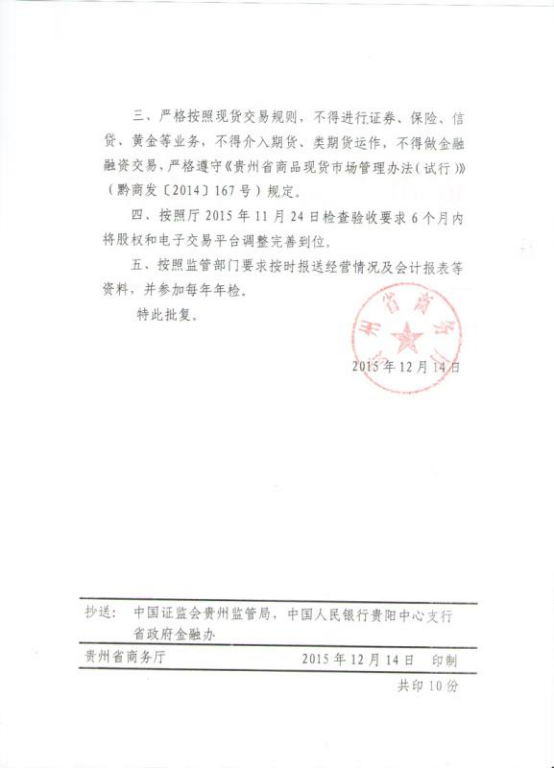 三、严格按照现货交易规则，不得进行证券、保险、信
贷、黄金等业务，不得介入期货、类期货运作，不得做金融
融资交易，严格遵守《贵州省商品现货市场管理办法（试行）》
（黔商发〔2014〕167号）规定。
四、按照厅2015年11月24日检查验收要求6个月内
将股权和电子交易平台调整完善到位。
五、按照监管部门要求按时报送经营情况及会计报表等
资料，并参加每年年检。
特此批复。
贵州省商务厅
2015年12月14日
抄送：中国证监会贵州监管局，中国人民银行贵阳中心支行
省政府金融办
贵州省商务厅 2015年12月14日 印制
共印10份